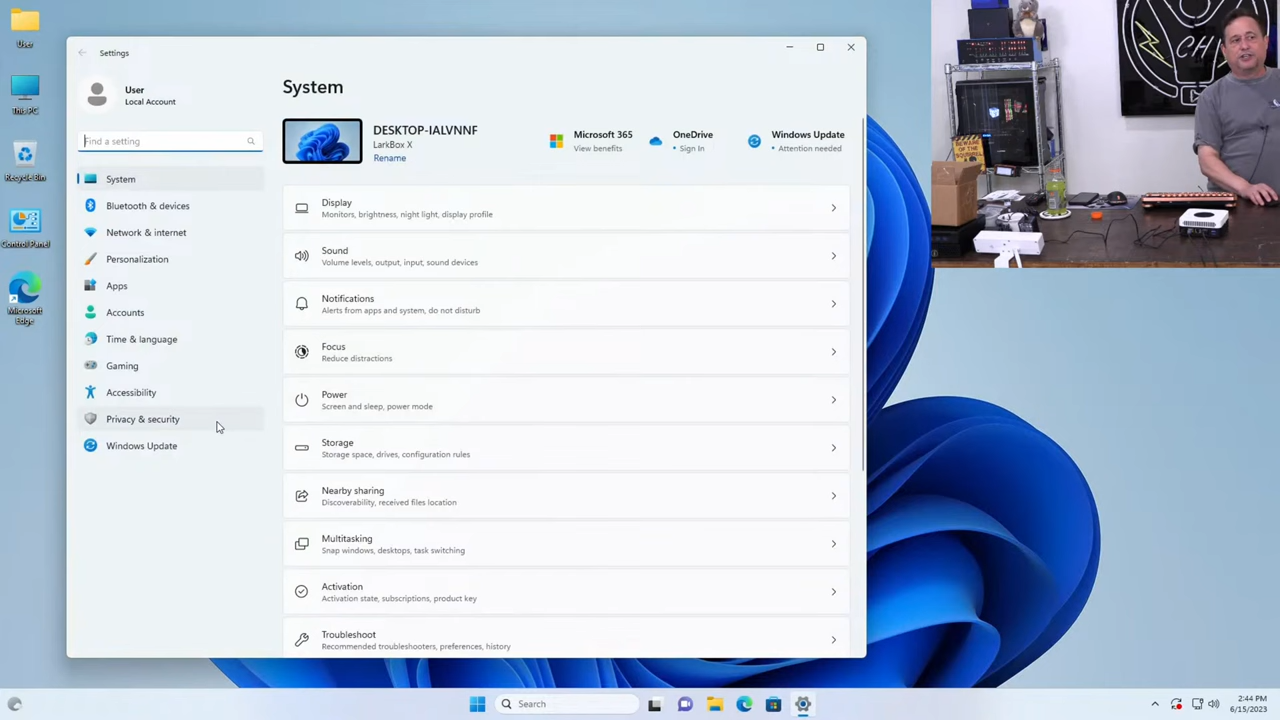 User
This PC
Recycle Bin
Control Panel
Microsoft
Edge
Settings
User
Local Account
Find a setting
System
Bluetooth & devices
Network & internet
Personalization
Apps
Accounts
Time & language
Gaming
Accessibility
Privacy & security
Windows Update
System
DESKTOP-IALVNNF
LarkBox X
Rename
Microsoft 365
View benefits
OneDrive
• Sign In
Windows Update
• Attention needed
Display
Monitors, brightness, night light, display profile
Sound
Volume levels, output, input, sound devices
Notifications
Alerts from apps and system, do not disturb
Focus
Reduce distractions
Power
Screen and sleep, power mode
Storage
Storage space, drives, configuration rules
Nearby sharing
Discoverability, received files location
Multitasking
Snap windows, desktops, task switching
Activation
Activation state, subscriptions, product key
Troubleshoot
Recommended troubleshooters, preferences, history
BEWARE
OF THE
SQUIRREL
CH
Search
2:44 PM
6/15/2023